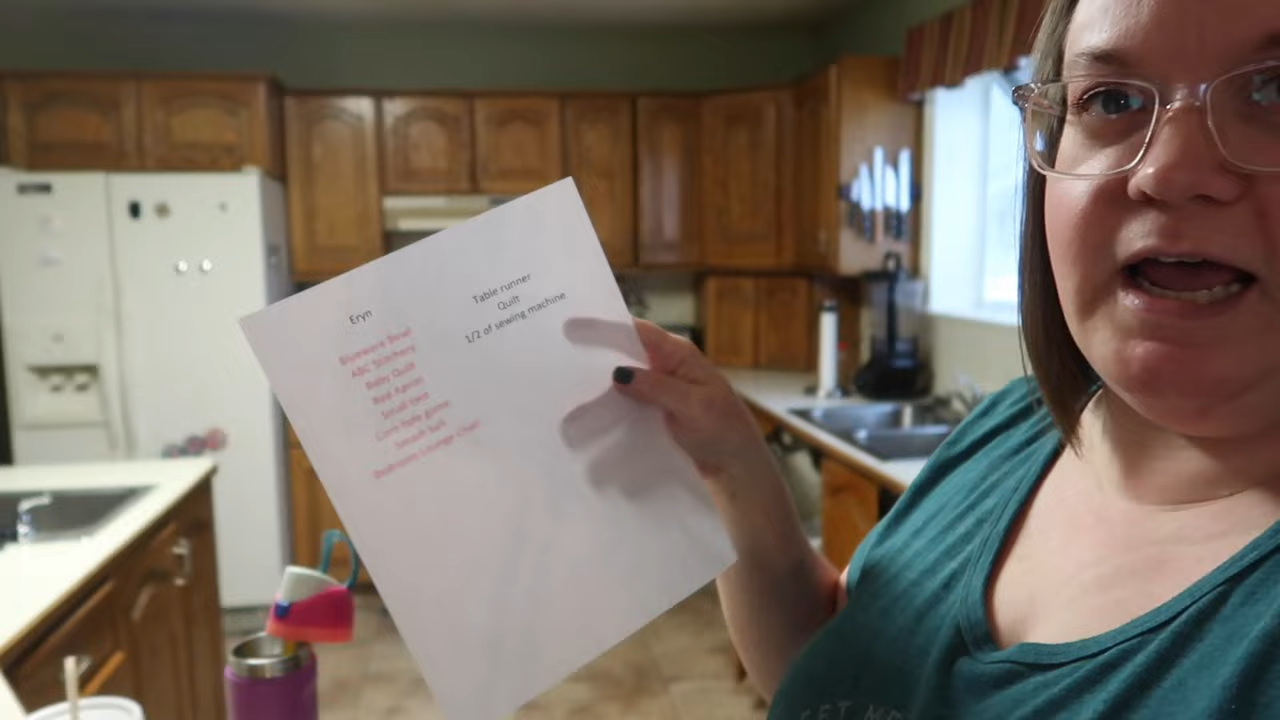 Eryn
Blueware Bowl
ABC Stitchery
Baby Quilt
Red Apron
Small tent
Corn hole game
Smash ball
Bedroom Lounge chair
Table runner
Quilt
1/2 of sewing machine